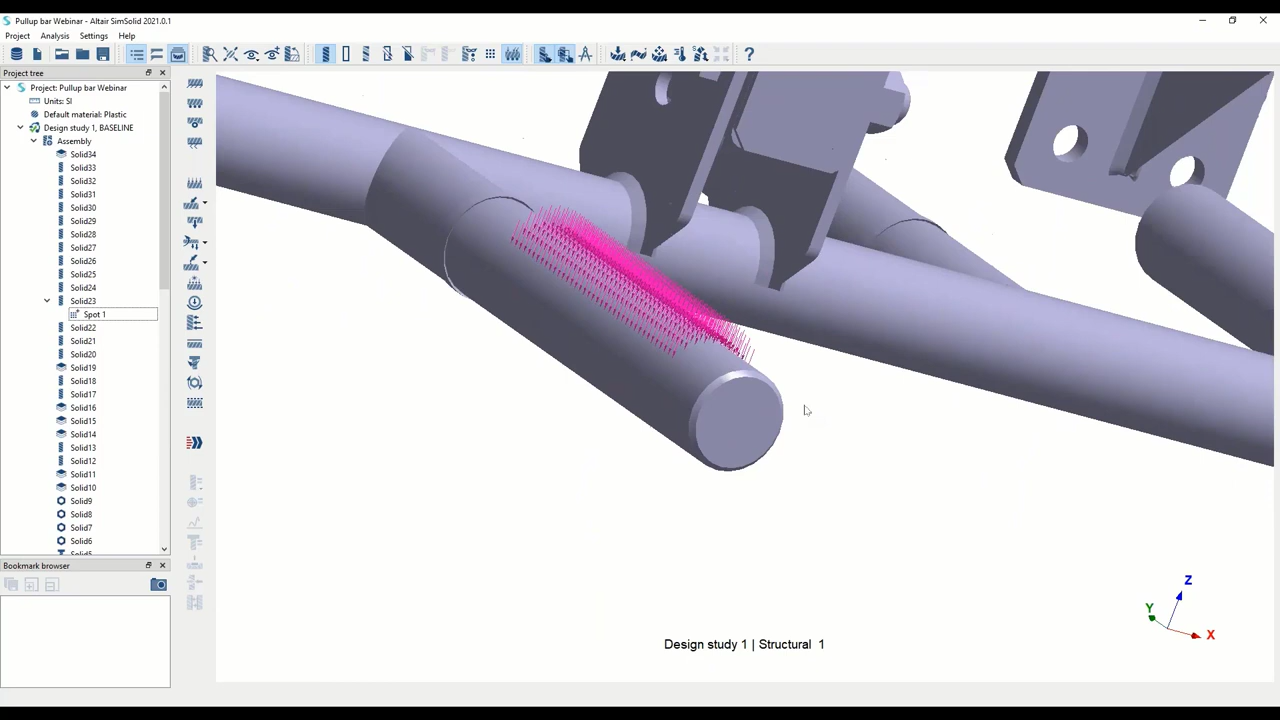 Pullup bar Webinar - Altair SimSolid 2021.0.1
Project Analysis Settings Help
Project tree
Project: Pullup bar Webinar
Units: SI
Default material: Plastic
Design study 1, BASELINE
Assembly
Solid34
Solid33
Solid32
Solid31
Solid30
Solid29
Solid28
Solid27
Solid26
Solid25
Solid24
Solid23
Spot 1
Solid22
Solid21
Solid20
Solid19
Solid18
Solid17
Solid16
Solid15
Solid14
Solid13
Solid12
Solid11
Solid10
Solid9
Solid8
Solid7
Solid6
Solid5
Bookmark browser
Design study 1 | Structural 1
Z
Y
X